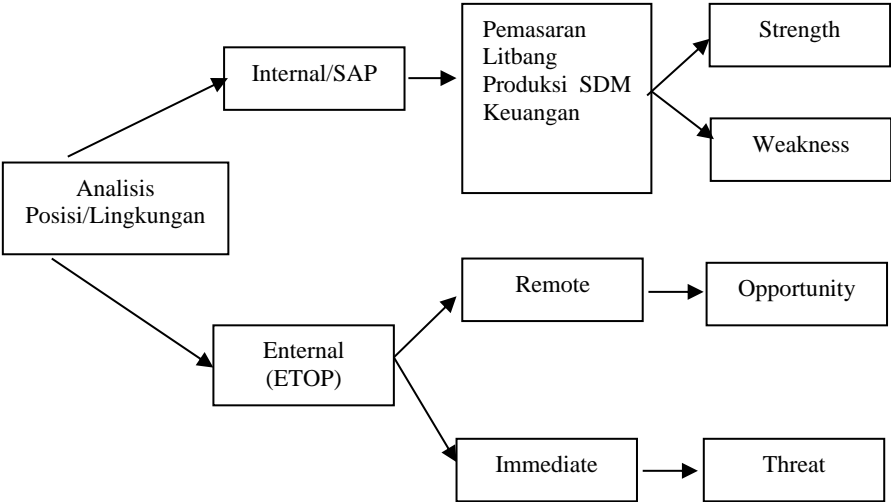 Internal/SAP
Pemasaran
Litbang
Produksi SDM
Keuangan
Strength
Weakness
Analisis
Posisi/Lingkungan
Remote
Opportunity
Enternal
(ETOP)
Immediate
Threat